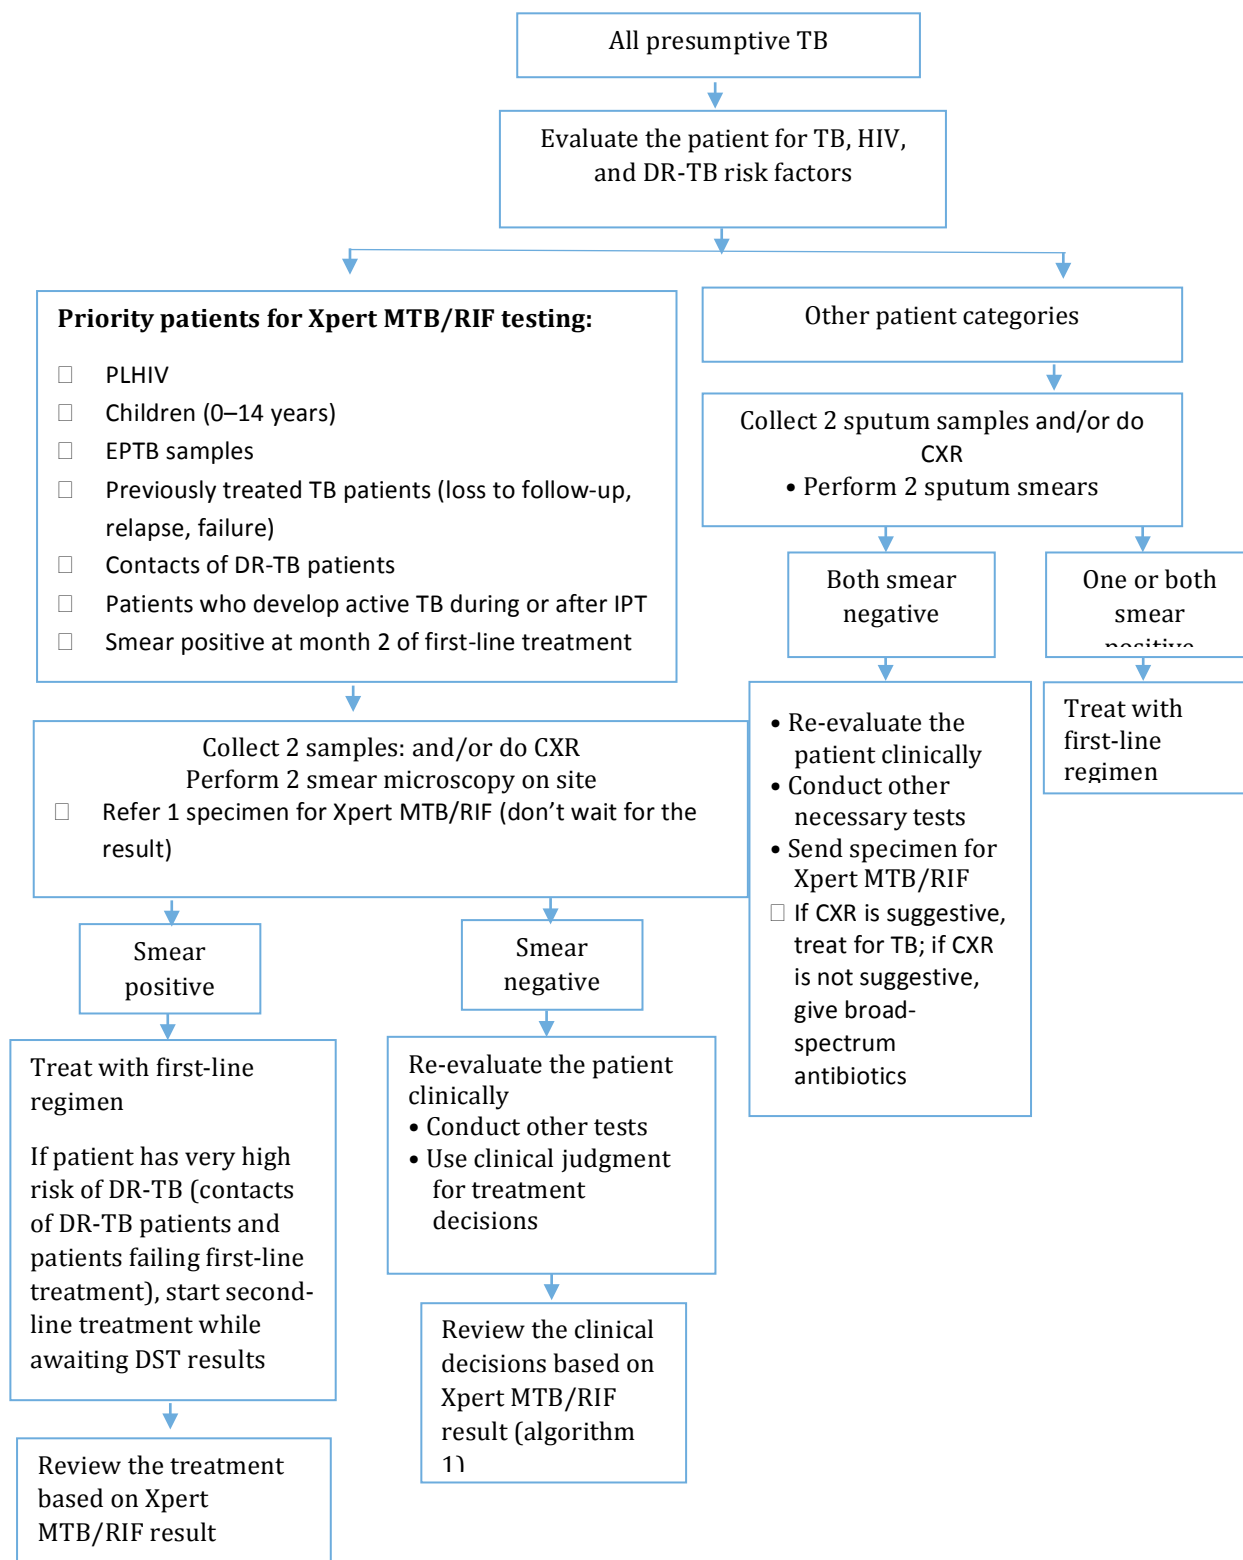 All presumptive TB
Evaluate the patient for TB, HIV,
and DR-TB risk factors
Priority patients for Xpert MTB/RIF testing:
PLHIV
Children (0–14 years)
EPTB samples
Previously treated TB patients (loss to follow-up,
relapse, failure)
Contacts of DR-TB patients
Patients who develop active TB during or after IPT
Smear positive at month 2 of first-line treatment
Other patient categories
Collect 2 sputum samples and/or do
CXR
• Perform 2 sputum smears
Both smear
negative
One or both
smear
positive
Collect 2 samples: and/or do CXR
Perform 2 smear microscopy on site
Refer 1 specimen for Xpert MTB/RIF (don’t wait for the
result)
• Re-evaluate the
patient clinically
• Conduct other
necessary tests
• Send specimen for
Xpert MTB/RIF
If CXR is suggestive,
treat for TB; if CXR
is not suggestive,
give broad-
spectrum
antibiotics
Treat with
first-line
regimen
Smear
positive
Smear
negative
Treat with first-line
regimen
If patient has very high
risk of DR-TB (contacts
of DR-TB patients and
patients failing first-line
treatment), start second-
line treatment while
awaiting DST results
Re-evaluate the patient
clinically
• Conduct other tests
• Use clinical judgment
for treatment
decisions
Review the clinical
decisions based on
Xpert MTB/RIF
result (algorithm
1)
Review the treatment
based on Xpert
MTB/RIF result